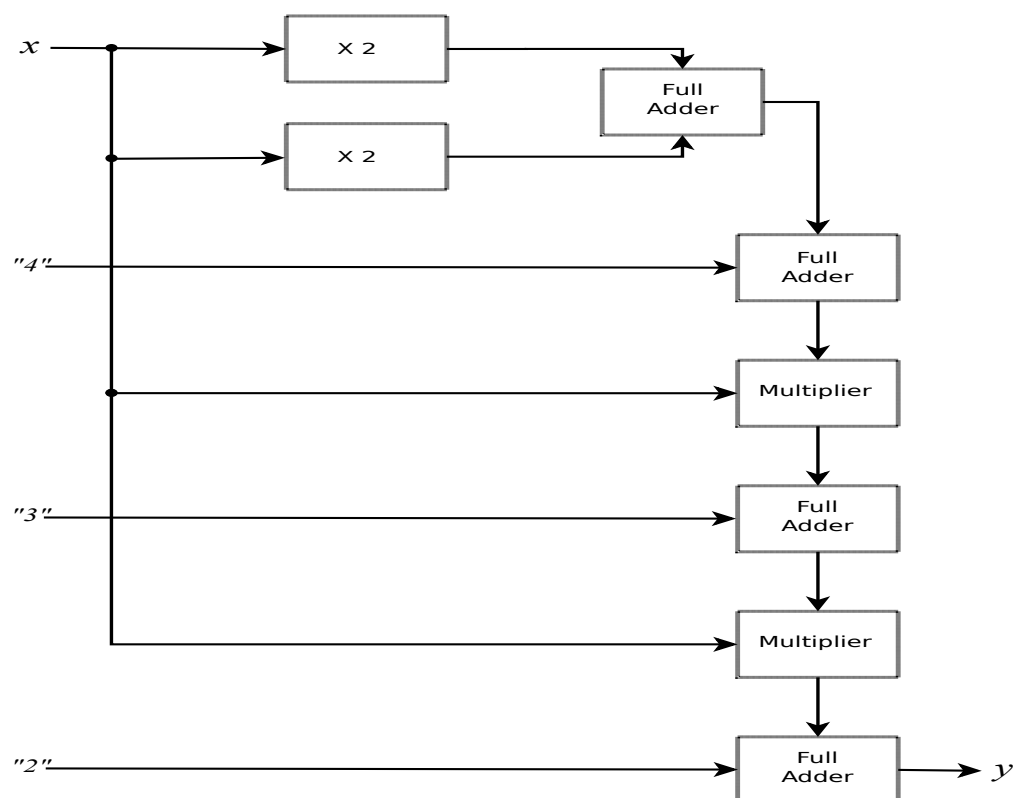 x
X 2
Full
Adder
X 2
"4"
Full
Adder
Multiplier
"3"
Full
Adder
Multiplier
"2"
Full
Adder
y